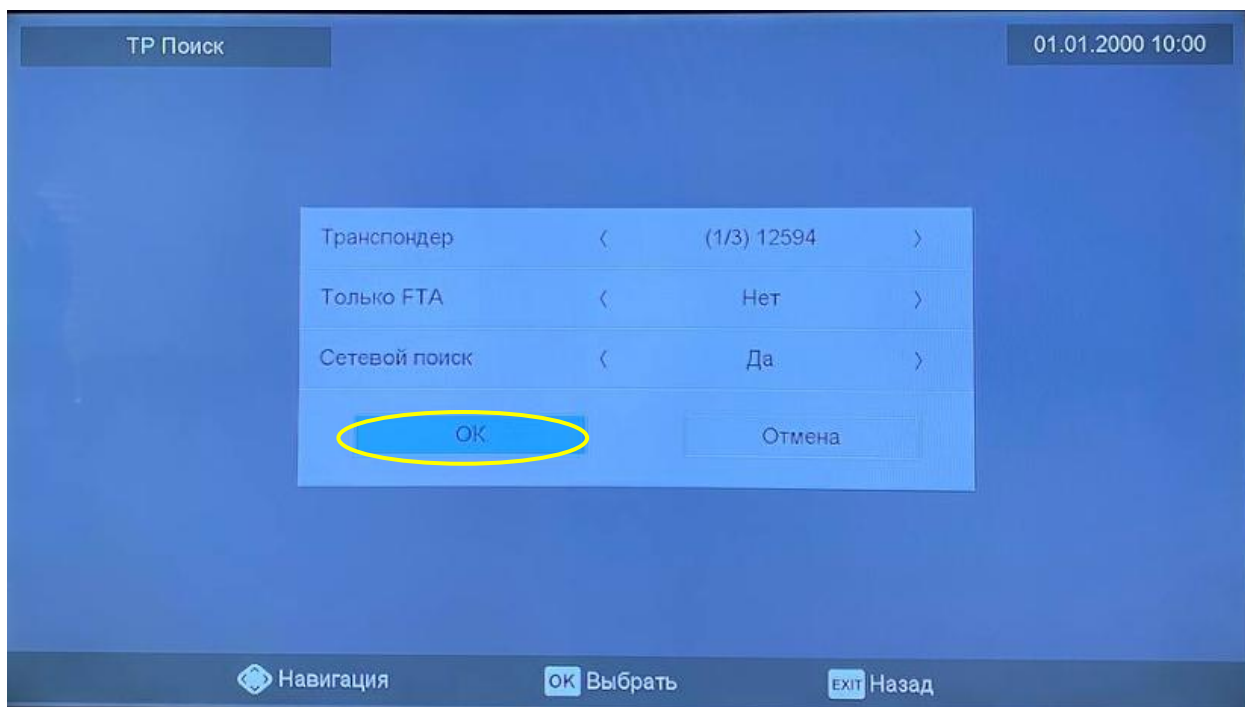 ТР Поиск
01.01.2000 10:00
Транспондер 〈 (1/3) 12594 〉
Только FTA 〈 Нет 〉
Сетевой поиск 〈 Да 〉
OK Отмена
Навигация OK Выбрать EXIT Назад